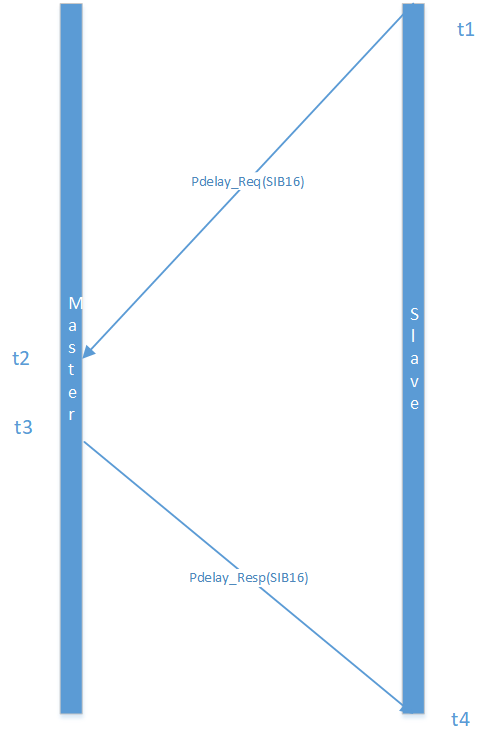 t1
Pdelay_Req(SIB16)
Master
Slave
t2
t3
Pdelay_Resp(SIB16)
t4